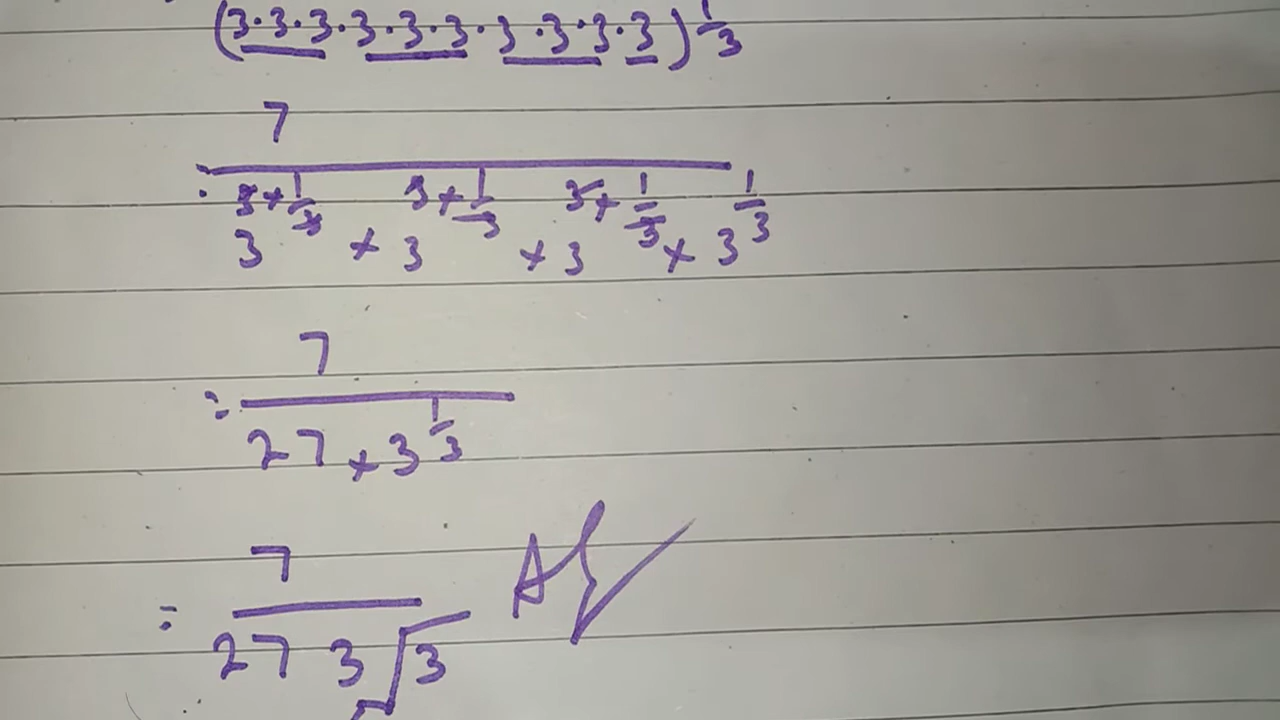 (3·3·3·3·3·3·3·3·3·3)^1/3
7
= 3^3×1/3 × 3^3×1/3 × 3^3×1/3 × 3^1/3
7
= 27 × 3^1/3
7
= 27 3√3